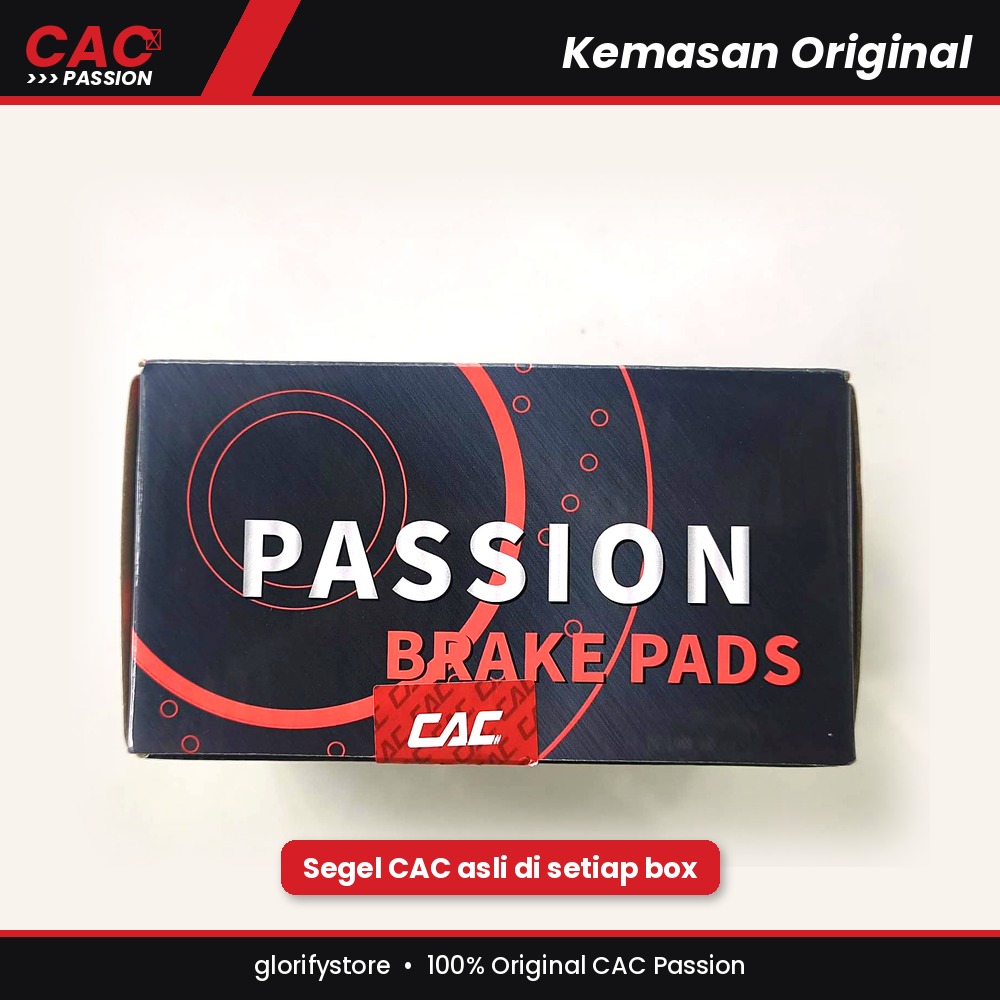 CAC
››› PASSION
Kemasan Original
PASSION
BRAKE PADS
CAC
Segel CAC asli di setiap box
glorifystore • 100% Original CAC Passion